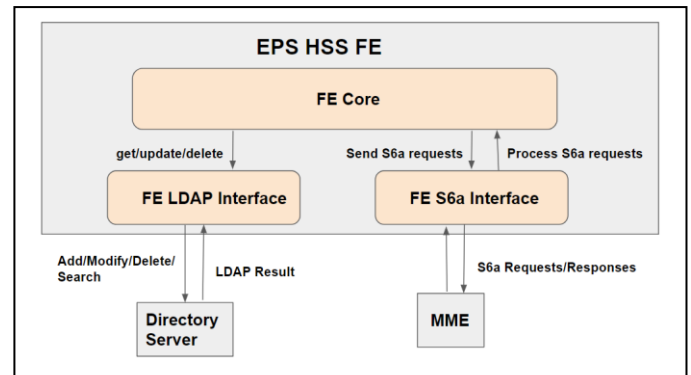 EPS HSS FE
FE Core
get/update/delete
Send S6a requests
Process S6a requests
FE LDAP Interface
FE S6a Interface
Add/Modify/Delete/
Search
LDAP Result
S6a Requests/Responses
Directory
Server
MME